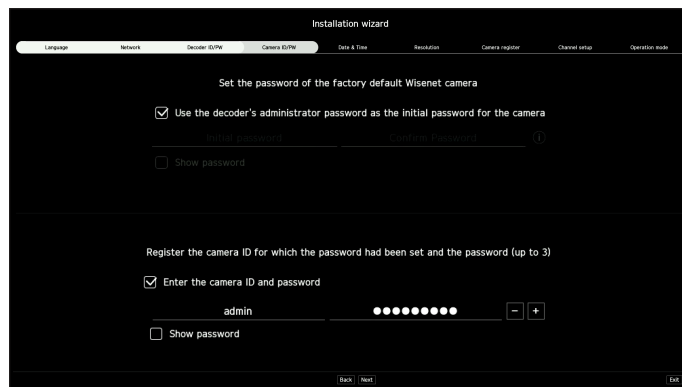 Installation wizard
Language Network Decoder ID/PW Camera ID/PW Date & Time Resolution Camera register Channel setup Operation mode
Set the password of the factory default Wisenet camera
Use the decoder's administrator password as the initial password for the camera
Initial password Confirm Password
Show password
Register the camera ID for which the password had been set and the password (up to 3)
Enter the camera ID and password
admin ●●●●●●●●● - +
Show password
Back Next Exit